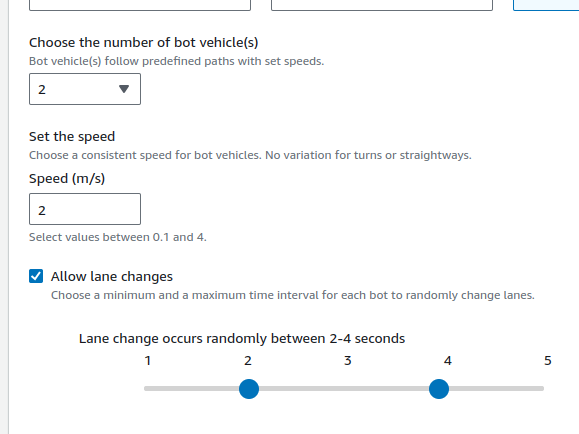 Choose the number of bot vehicle(s)
Bot vehicle(s) follow predefined paths with set speeds.
2
Set the speed
Choose a consistent speed for bot vehicles. No variation for turns or straightways.
Speed (m/s)
2
Select values between 0.1 and 4.
Allow lane changes
Choose a minimum and a maximum time interval for each bot to randomly change lanes.
Lane change occurs randomly between 2-4 seconds
1 2 3 4 5